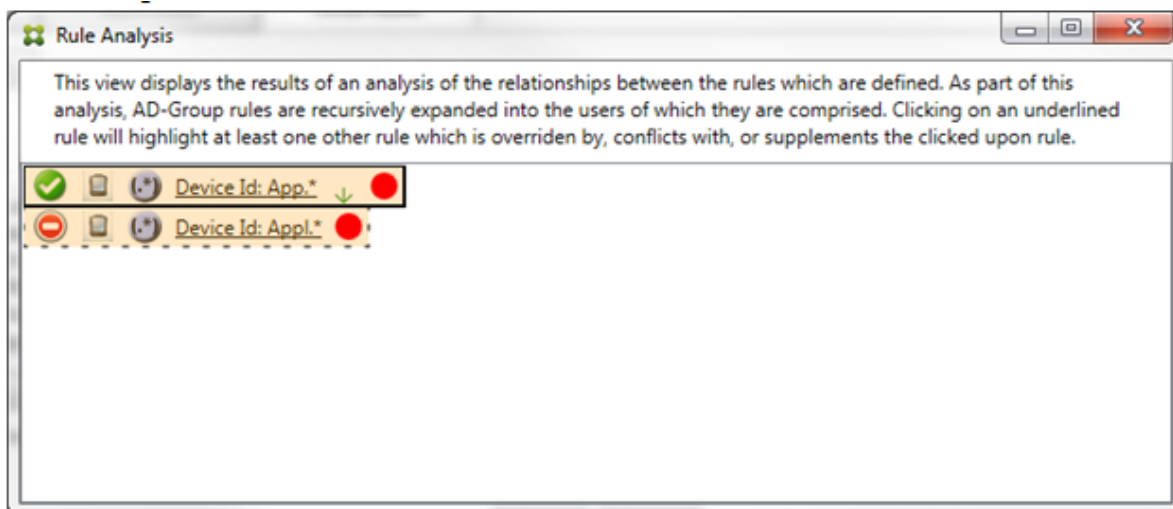 Rule Analysis
This view displays the results of an analysis of the relationships between the rules which are defined. As part of this
analysis, AD-Group rules are recursively expanded into the users of which they are comprised. Clicking on an underlined
rule will highlight at least one other rule which is overriden by, conflicts with, or supplements the clicked upon rule.
(.*) Device Id: App.*
(.*) Device Id: Appl.*